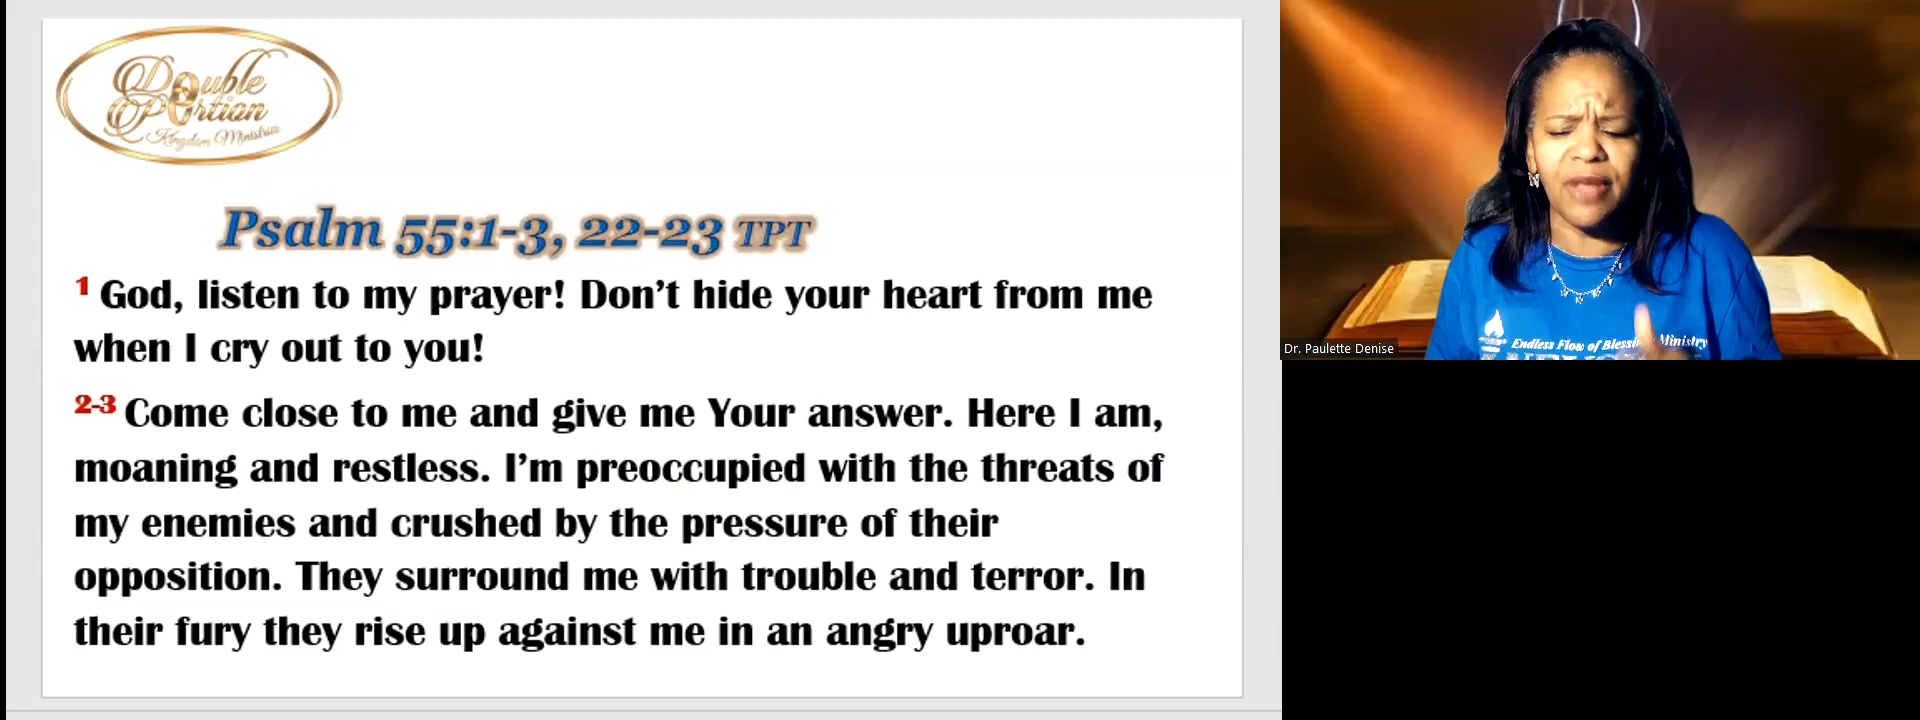 Double
Portion
Kingdom Ministries
Psalm 55:1-3, 22-23 TPT
1 God, listen to my prayer! Don’t hide your heart from me
when I cry out to you!
2-3 Come close to me and give me Your answer. Here I am,
moaning and restless. I’m preoccupied with the threats of
my enemies and crushed by the pressure of their
opposition. They surround me with trouble and terror. In
their fury they rise up against me in an angry uproar.
Endless Flow of Ministry
Dr. Paulette Denise